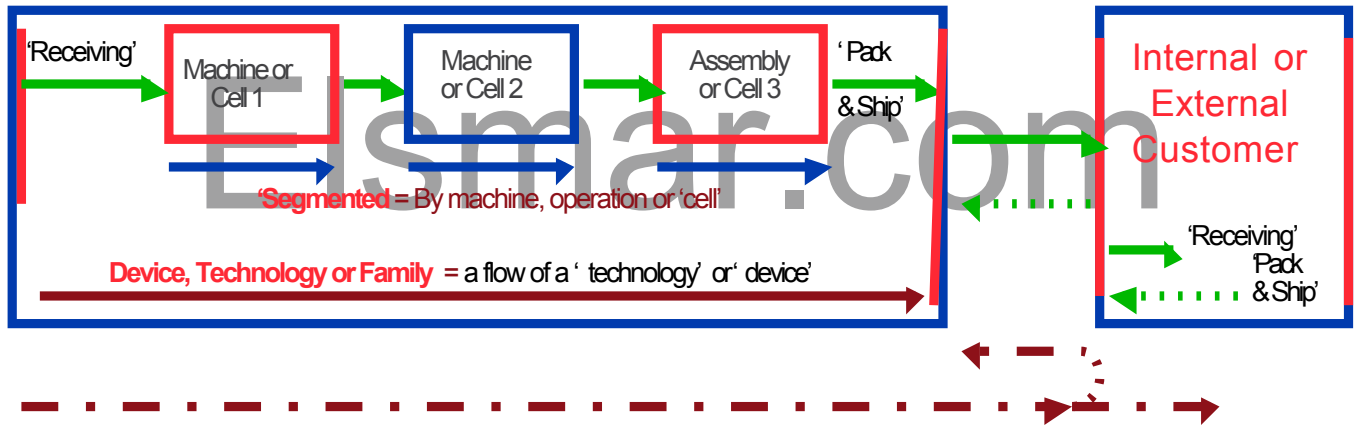 'Receiving'
Machine or
Cell 1
Machine
or Cell 2
Assembly
or Cell 3
' Pack
& Ship'
Internal or
External
Customer
Elsmar.com
'Segmented = By machine, operation or 'cell'
'Receiving'
'Pack
& Ship'
Device, Technology or Family = a flow of a ' technology' or ' device'